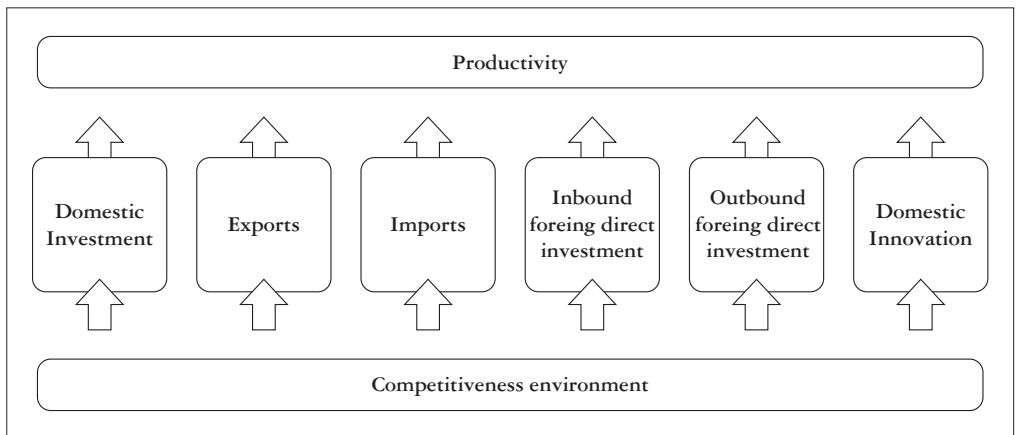 Productivity
Domestic
Investment
Exports
Imports
Inbound
foreing direct
investment
Outbound
foreing direct
investment
Domestic
Innovation
Competitiveness environment